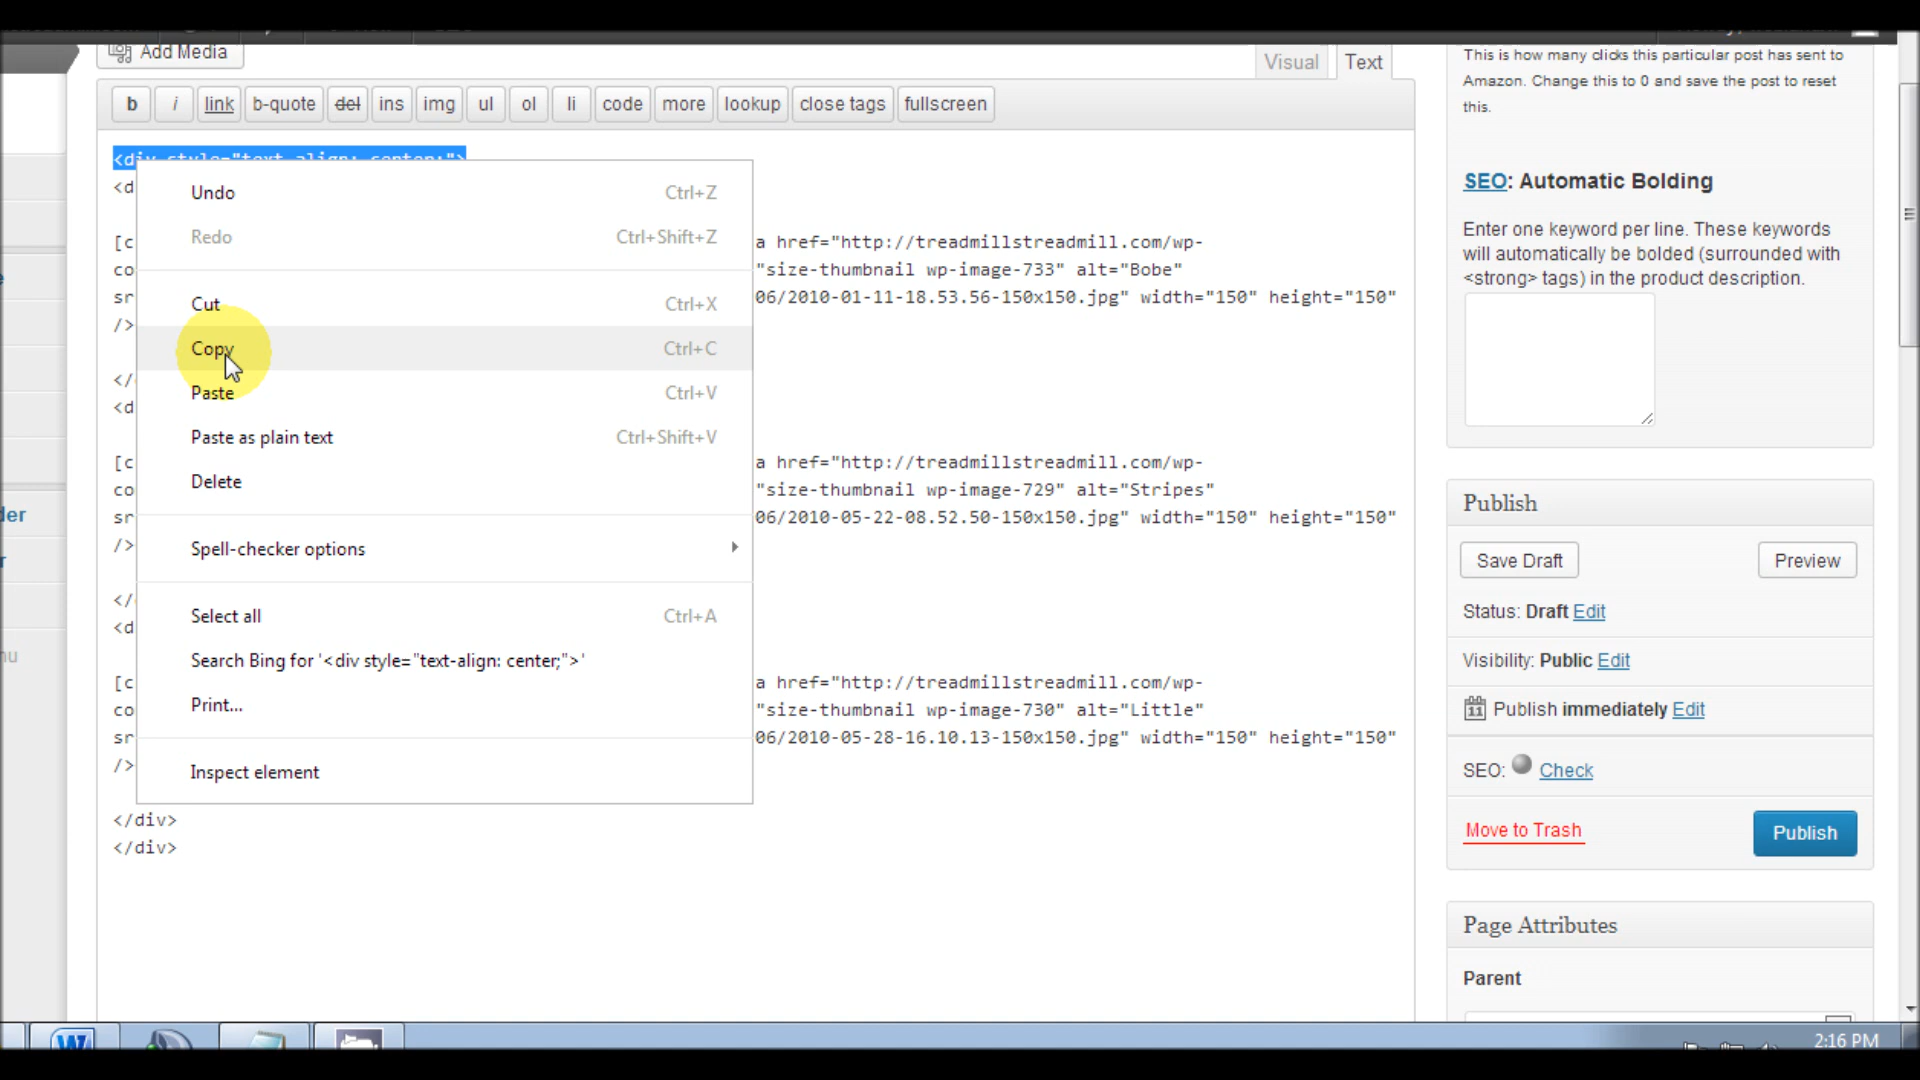 Add Media
Visual
Text
b
i
link
b-quote
del
ins
img
ul
ol
li
code
more
lookup
close tags
fullscreen
<div style="text-align: center;">
<d
[c
a href="http://treadmillstreadmill.com/wp-
co
"size-thumbnail wp-image-733" alt="Bobe"
sr
06/2010-01-11-18.53.56-150x150.jpg" width="150" height="150"
/>
</
<d
[c
a href="http://treadmillstreadmill.com/wp-
co
"size-thumbnail wp-image-729" alt="Stripes"
sr
06/2010-05-22-08.52.50-150x150.jpg" width="150" height="150"
/>
</
<d
[c
a href="http://treadmillstreadmill.com/wp-
co
"size-thumbnail wp-image-730" alt="Little"
sr
06/2010-05-28-16.10.13-150x150.jpg" width="150" height="150"
/>
</div>
</div>
Undo Ctrl+Z
Redo Ctrl+Shift+Z
Cut Ctrl+X
Copy Ctrl+C
Paste Ctrl+V
Paste as plain text Ctrl+Shift+V
Delete
Spell-checker options
Select all Ctrl+A
Search Bing for '<div style="text-align: center;">'
Print...
Inspect element
This is how many clicks this particular post has sent to
Amazon. Change this to 0 and save the post to reset
this.
SEO: Automatic Bolding
Enter one keyword per line. These keywords
will automatically be bolded (surrounded with
<strong> tags) in the product description.
Publish
Save Draft
Preview
Status: Draft Edit
Visibility: Public Edit
11
Publish immediately Edit
SEO: Check
Move to Trash
Publish
Page Attributes
Parent
W
2:16 PM